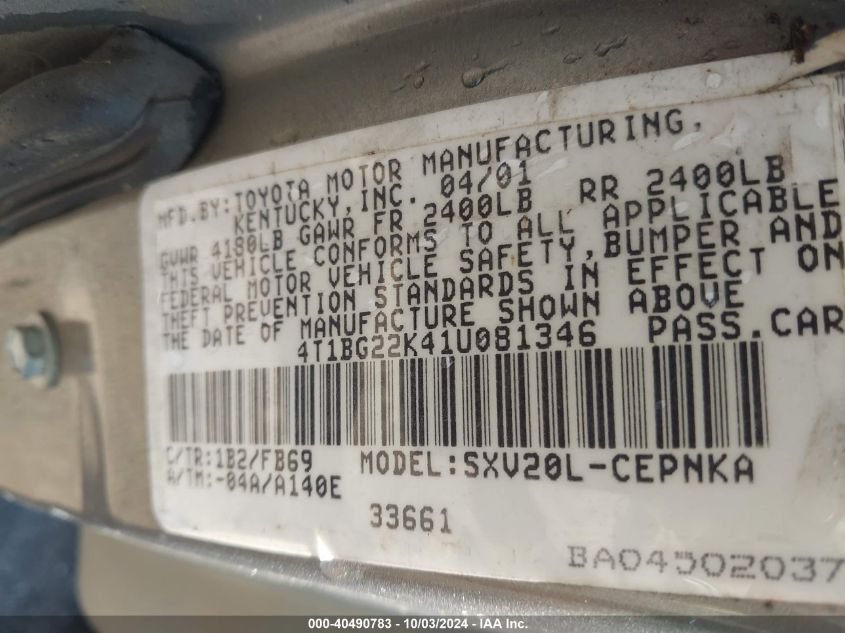 MFD.BY:TOYOTA MOTOR MANUFACTURING,
KENTUCKY,INC. 04/01
GVWR 4180LB GAWR FR 2400LB RR 2400LB
THIS VEHICLE CONFORMS TO ALL APPLICABLE
FEDERAL MOTOR VEHICLE SAFETY,BUMPER AND
THEFT PREVENTION STANDARDS IN EFFECT ON
THE DATE OF MANUFACTURE SHOWN ABOVE
4T1BG22K41U081346 PASS.CAR
C/TR:1B2/FB69 MODEL:SXV20L-CEPNKA
A/TM:-04A/A140E
33661
BA04502037
000-40490783 - 10/03/2024 - IAA, Inc.